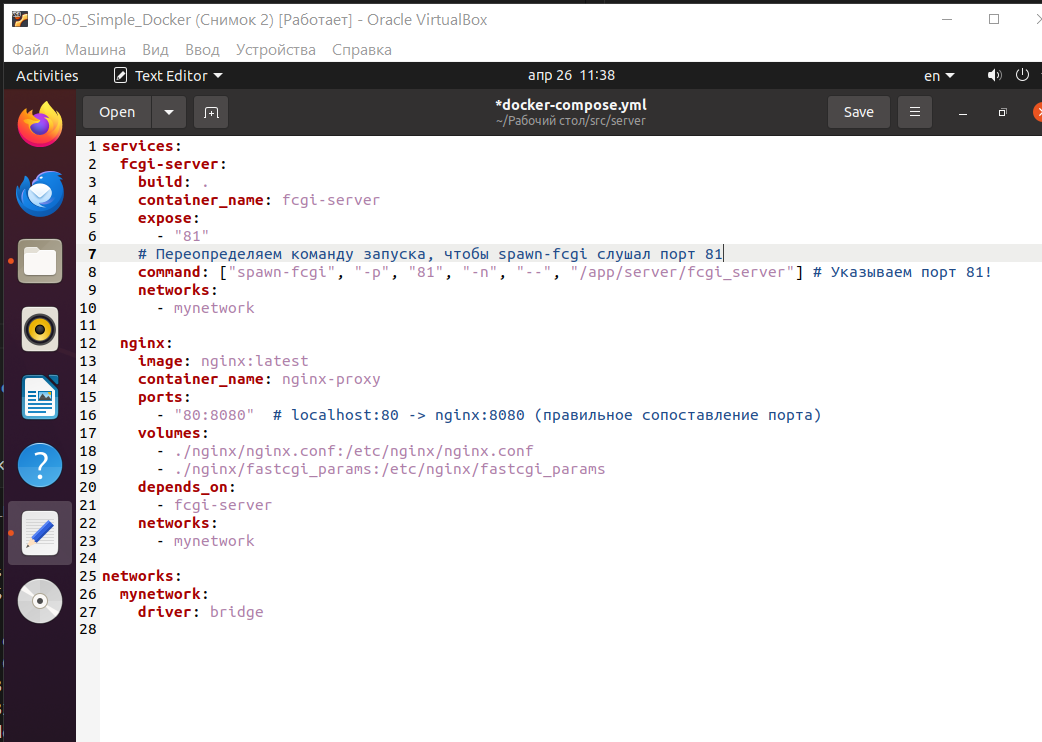 DO-05_Simple_Docker (Снимок 2) [Работает] - Oracle VirtualBox
Файл Машина Вид Ввод Устройства Справка
Activities Text Editor апр 26 11:38 en
Open *docker-compose.yml Save
~/Рабочий стол/src/server
1 services:
2   fcgi-server:
3     build: .
4     container_name: fcgi-server
5     expose:
6       - "81"
7     # Переопределяем команду запуска, чтобы spawn-fcgi слушал порт 81
8     command: ["spawn-fcgi", "-p", "81", "-n", "--", "/app/server/fcgi_server"] # Указываем порт 81!
9     networks:
10       - mynetwork
11
12   nginx:
13     image: nginx:latest
14     container_name: nginx-proxy
15     ports:
16       - "80:8080"  # localhost:80 -> nginx:8080 (правильное сопоставление порта)
17     volumes:
18       - ./nginx/nginx.conf:/etc/nginx/nginx.conf
19       - ./nginx/fastcgi_params:/etc/nginx/fastcgi_params
20     depends_on:
21       - fcgi-server
22     networks:
23       - mynetwork
24
25 networks:
26   mynetwork:
27     driver: bridge
28